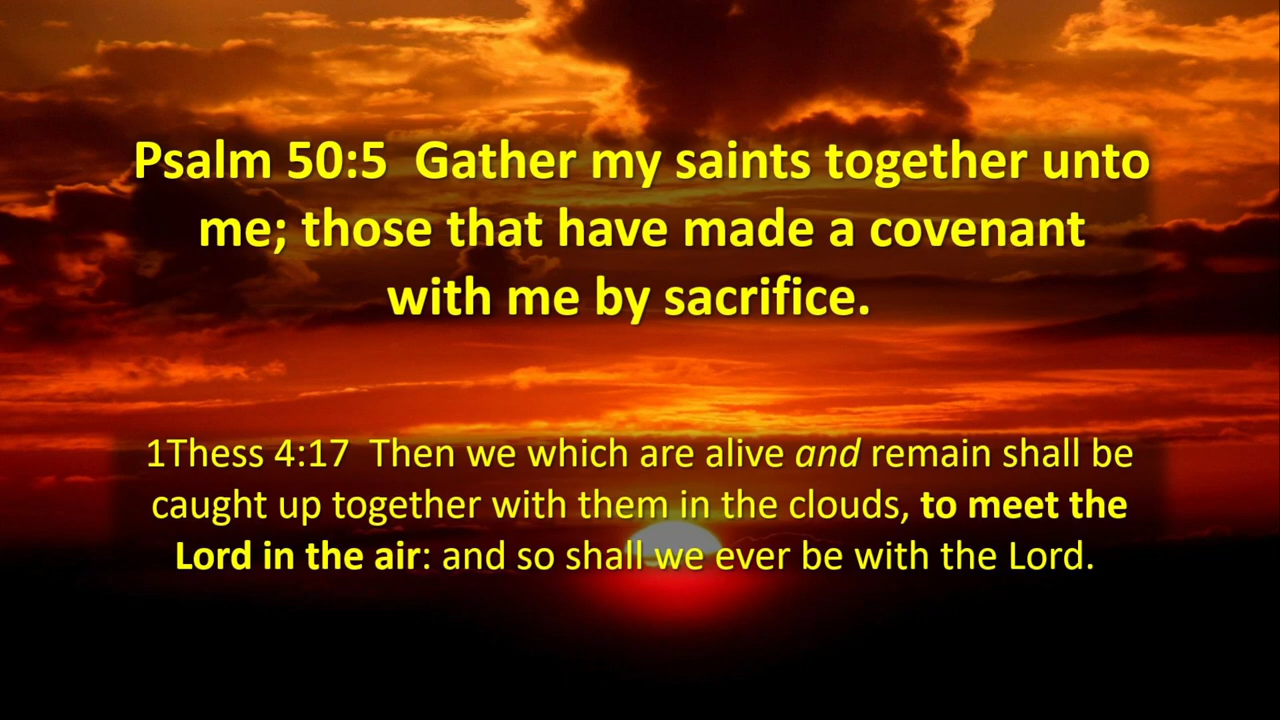 Psalm 50:5  Gather my saints together unto
me; those that have made a covenant
with me by sacrifice.
1Thess 4:17  Then we which are alive and remain shall be
caught up together with them in the clouds, to meet the
Lord in the air: and so shall we ever be with the Lord.